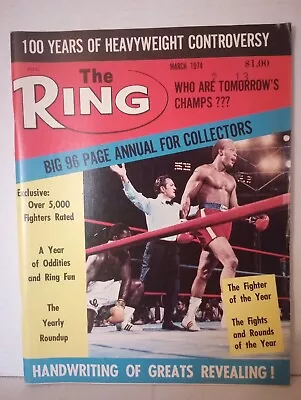 100 YEARS OF HEAVYWEIGHT CONTROVERSY
The
RING
MARCH 1974
$1.00
2 13
WHO ARE TOMORROW'S
CHAMPS ???
BIG 96 PAGE ANNUAL FOR COLLECTORS
Exclusive:
Over 5,000
Fighters Rated
A Year
of Oddities
and Ring Fun
The
Yearly
Roundup
The Fighter
of the Year
The Fights
and Rounds
of the Year
HANDWRITING OF GREATS REVEALING!